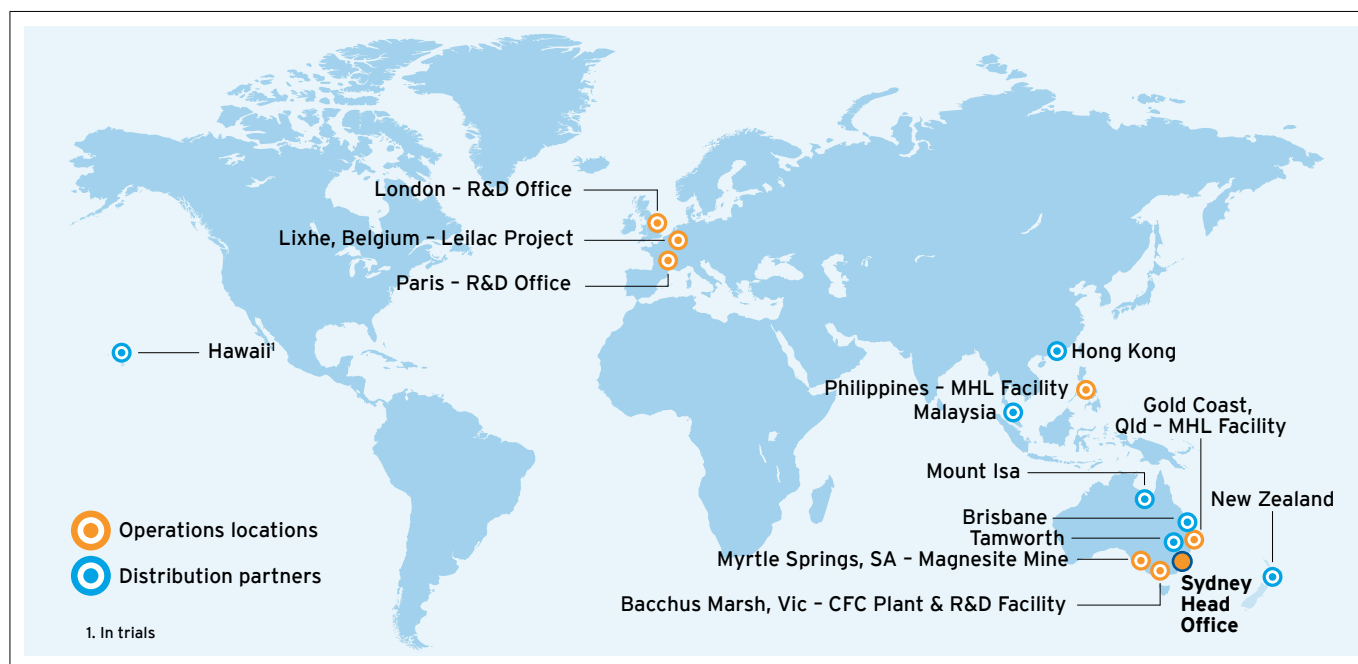 London – R&D Office
Lixhe, Belgium – Leilac Project
Paris – R&D Office
Hawaii¹
Hong Kong
Philippines – MHL Facility
Malaysia
Gold Coast,
Qld – MHL Facility
Mount Isa
New Zealand
Brisbane
Tamworth
Myrtle Springs, SA – Magnesite Mine
Bacchus Marsh, Vic – CFC Plant & R&D Facility
Sydney
Head
Office
Operations locations
Distribution partners
1. In trials